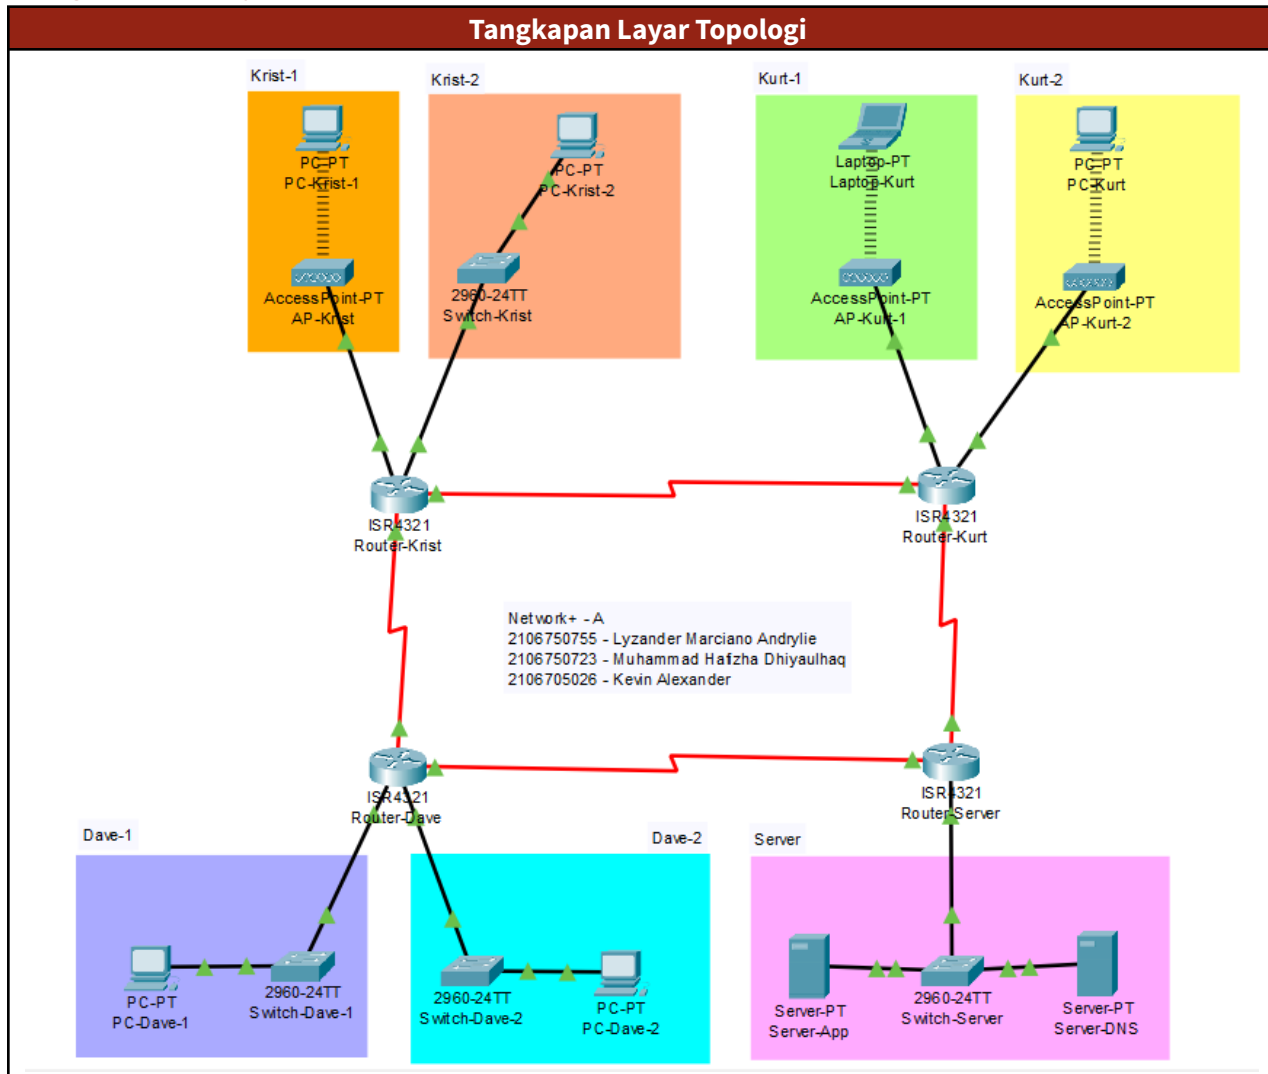 Tangkapan Layar Topologi
Krist-1
Krist-2
Kurt-1
Kurt-2
PC-PT
PC-Krist-1
PC-PT
PC-Krist-2
Laptop-PT
Laptop-Kurt
PC-PT
PC-Kurt
AccessPoint-PT
AP-Krist
2960-24TT
Switch-Krist
AccessPoint-PT
AP-Kurt-1
AccessPoint-PT
AP-Kurt-2
ISR4321
Router-Krist
ISR4321
Router-Kurt
Network+ - A
2106750755 - Lyzander Marciano Andrylie
2106750723 - Muhammad Hafizha Dhiyaulhaq
2106705026 - Kevin Alexander
ISR4321
Router-Dave
ISR4321
Router-Server
Dave-1
Dave-2
Server
PC-PT
PC-Dave-1
2960-24TT
Switch-Dave-1
2960-24TT
Switch-Dave-2
PC-PT
PC-Dave-2
Server-PT
Server-App
2960-24TT
Switch-Server
Server-PT
Server-DNS